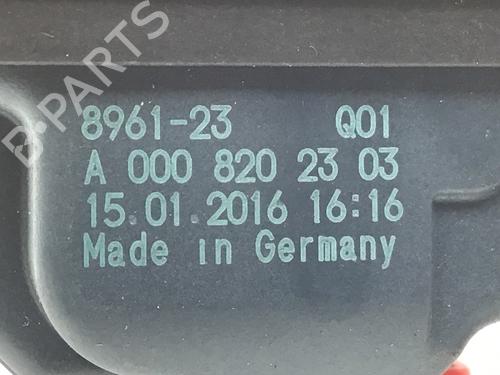 B-PARTS
8961-23 Q01
A 000 820 23 03
15.01.2016 16:16
Made in Germany